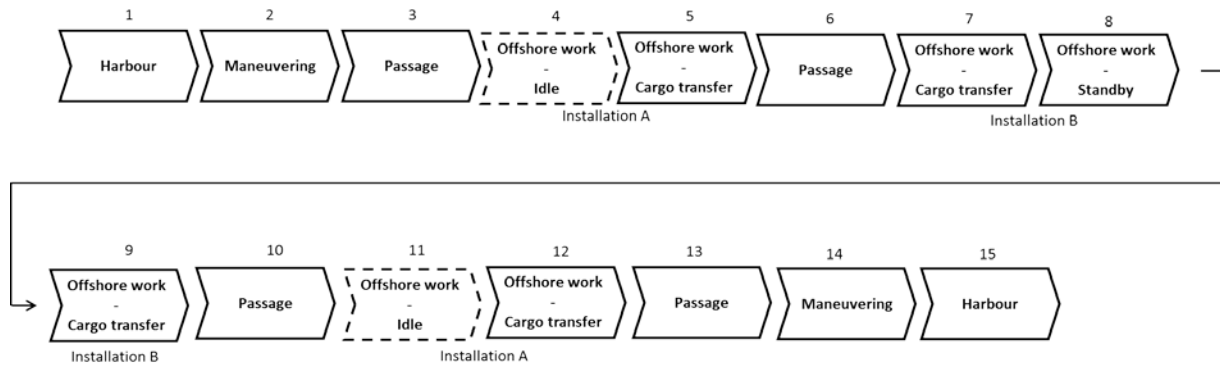 1 2 3 4 5 6 7 8
Harbour
Maneuvering
Passage
Offshore work
-
Idle
Offshore work
-
Cargo transfer
Passage
Offshore work
-
Cargo transfer
Offshore work
-
Standby
Installation A
Installation B
9 10 11 12 13 14 15
Offshore work
-
Cargo transfer
Passage
Offshore work
-
Idle
Offshore work
-
Cargo transfer
Passage
Maneuvering
Harbour
Installation B
Installation A